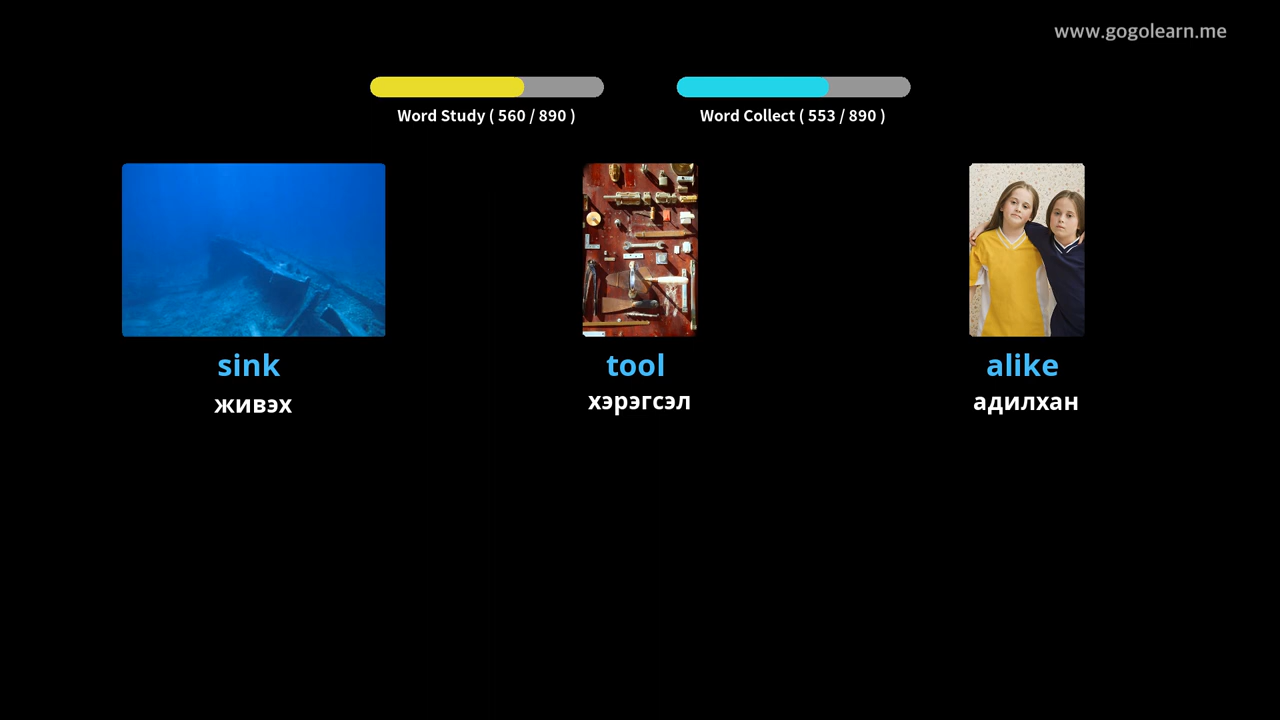 www.gogolearn.me
Word Study ( 560 / 890 )
Word Collect ( 553 / 890 )
sink
живэх
tool
хэрэгсэл
alike
адилхан